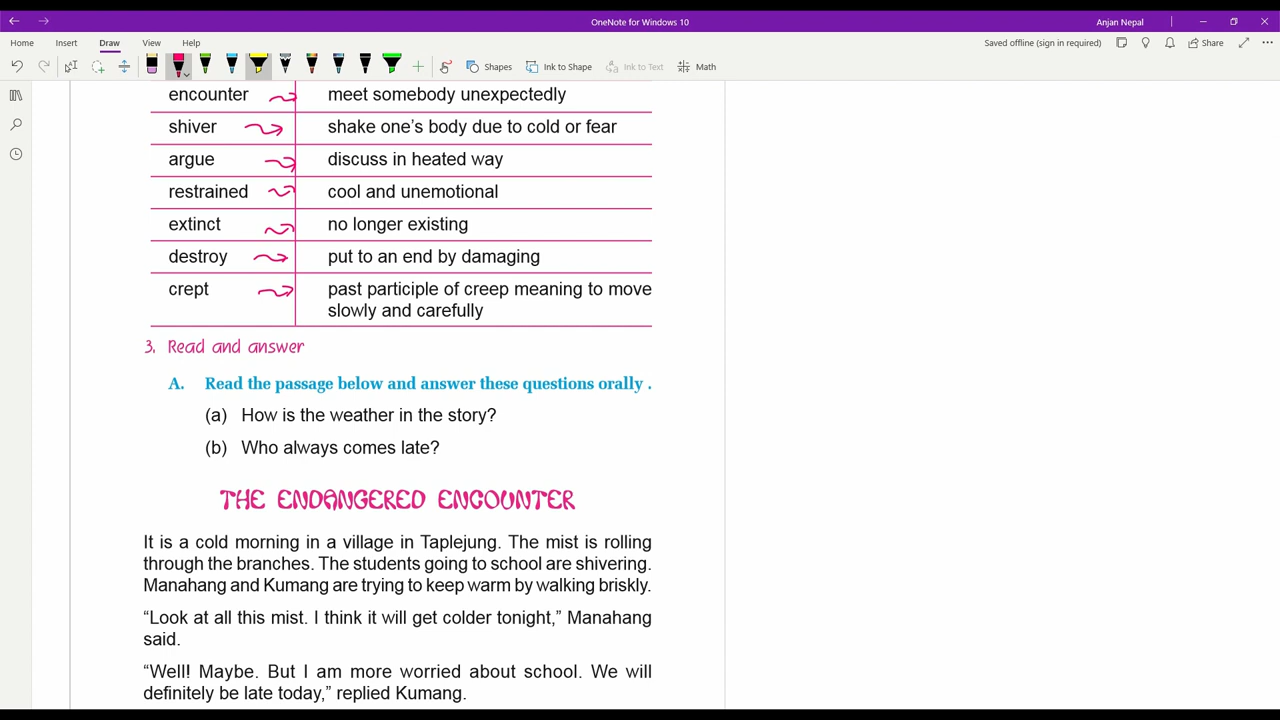 OneNote for Windows 10
Anjan Nepal
Home Insert Draw View Help
Saved offline (sign in required)
Share
Shapes
Ink to Shape
Ink to Text
Math
encounter meet somebody unexpectedly
shiver shake one's body due to cold or fear
argue discuss in heated way
restrained cool and unemotional
extinct no longer existing
destroy put to an end by damaging
crept past participle of creep meaning to move
slowly and carefully
3. Read and answer
A. Read the passage below and answer these questions orally .
(a) How is the weather in the story?
(b) Who always comes late?
THE ENDANGERED ENCOUNTER
It is a cold morning in a village in Taplejung. The mist is rolling
through the branches. The students going to school are shivering.
Manahang and Kumang are trying to keep warm by walking briskly.
“Look at all this mist. I think it will get colder tonight,” Manahang
said.
“Well! Maybe. But I am more worried about school. We will
definitely be late today,” replied Kumang.